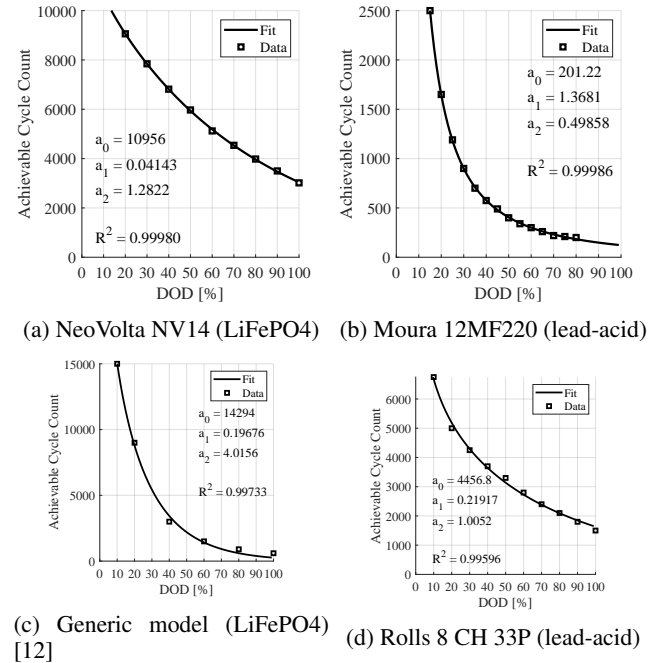 10000
8000
6000
4000
2000
0
Achievable Cycle Count
Fit
Data
a0 = 10956
a1 = 0.04143
a2 = 1.2822
R2 = 0.99980
0 10 20 30 40 50 60 70 80 90 100
DOD [%]
(a) NeoVolta NV14 (LiFePO4)
2500
2000
1500
1000
500
0
Achievable Cycle Count
Fit
Data
a0 = 201.22
a1 = 1.3681
a2 = 0.49858
R2 = 0.99986
0 10 20 30 40 50 60 70 80 90 100
DOD [%]
(b) Moura 12MF220 (lead-acid)
15000
10000
5000
0
Achievable Cycle Count
Fit
Data
a0 = 14294
a1 = 0.19676
a2 = 4.0156
R2 = 0.99733
0 10 20 30 40 50 60 70 80 90 100
DOD [%]
(c) Generic model (LiFePO4)
[12]
6000
5000
4000
3000
2000
1000
0
Achievable Cycle Count
Fit
Data
a0 = 4456.8
a1 = 0.21917
a2 = 1.0052
R2 = 0.99596
0 10 20 30 40 50 60 70 80 90 100
DOD [%]
(d) Rolls 8 CH 33P (lead-acid)